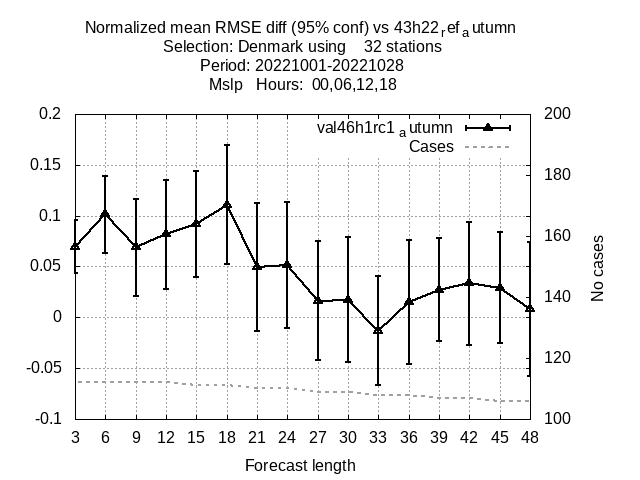 Normalized mean RMSE diff (95% conf) vs 43h22ref autumn
Selection: Denmark using    32 stations
Period: 20221001-20221028
Mslp   Hours:  00,06,12,18
val46h1rc1autumn
Cases
0.2
0.15
0.1
0.05
0
-0.05
-0.1
200
180
160
140
120
100
No cases
3 6 9 12 15 18 21 24 27 30 33 36 39 42 45 48
Forecast length